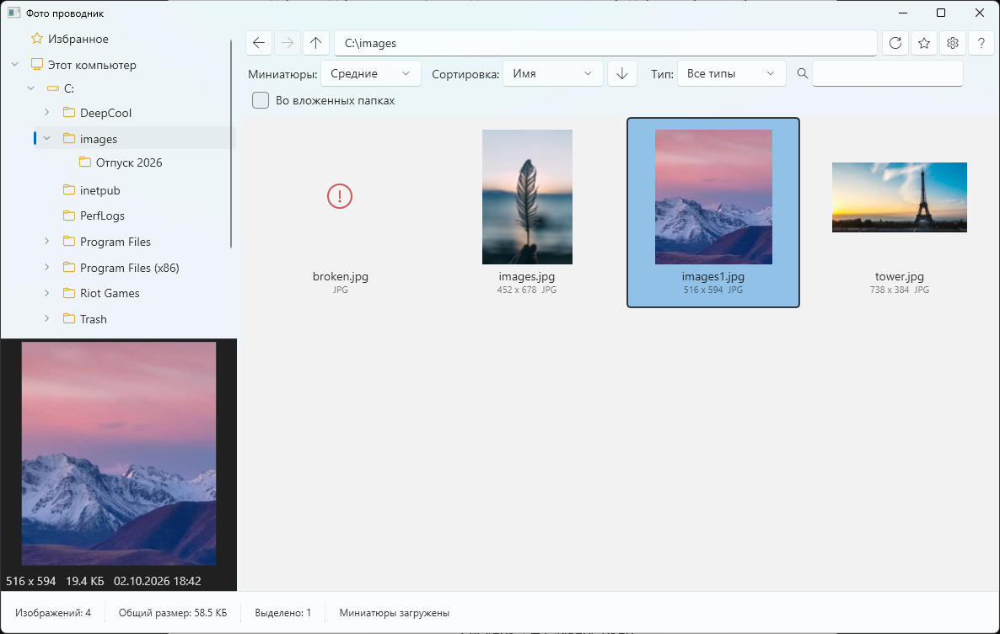 Фото проводник
Избранное
Этот компьютер
C:
DeepCool
images
Отпуск 2026
inetpub
PerfLogs
Program Files
Program Files (x86)
Riot Games
Trash
516 x 594 19.4 КБ 02.10.2026 18:42
C:\images
?
Миниатюры: Средние Сортировка: Имя Тип: Все типы
Во вложенных папках
broken.jpg
JPG
images.jpg
452 x 678 JPG
images1.jpg
516 x 594 JPG
tower.jpg
738 x 384 JPG
Изображений: 4 Общий размер: 58.5 КБ Выделено: 1 Миниатюры загружены